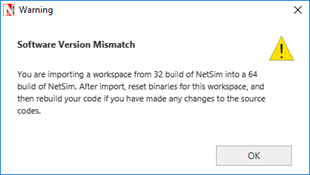 Warning
Software Version Mismatch
You are importing a workspace from 32 build of NetSim into a 64
build of NetSim. After import, reset binaries for this workspace, and
then rebuild your code if you have made any changes to the source
codes.
OK